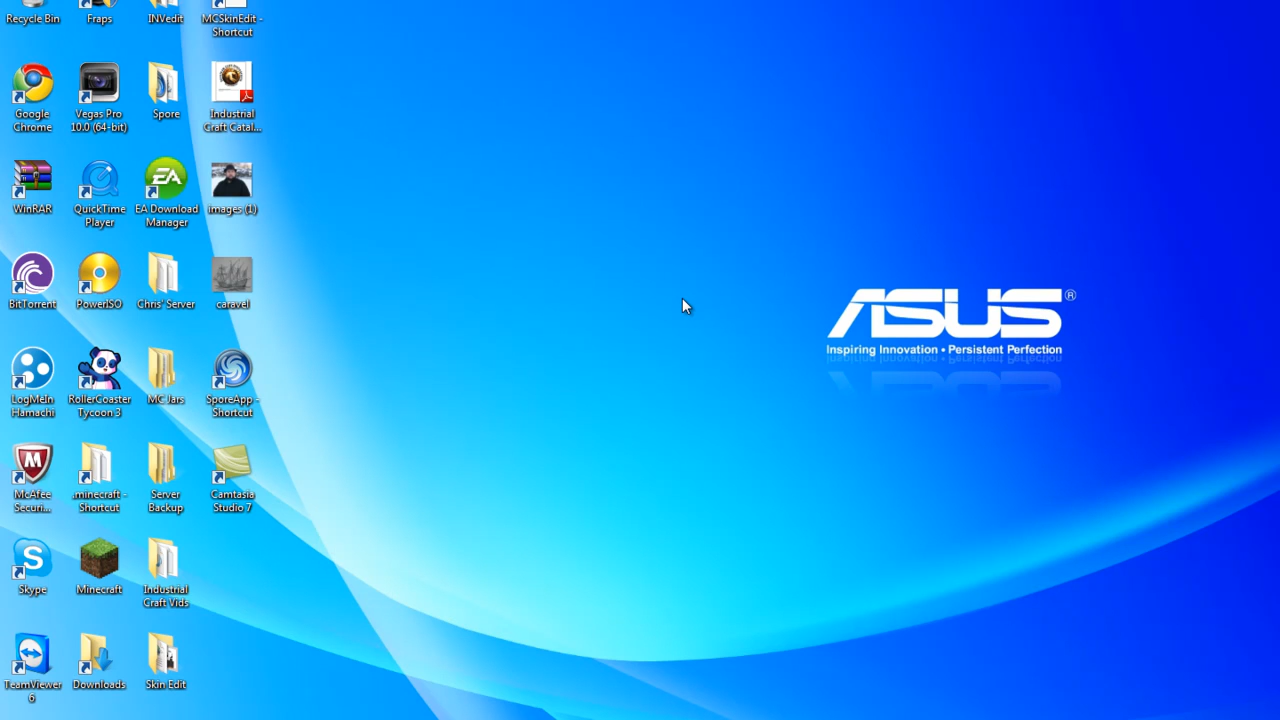 Recycle Bin
Fraps
INVedit
MCSkinEdit -
Shortcut
Google
Chrome
Vegas Pro
10.0 (64-bit)
Spore
Industrial
Craft Catal...
WinRAR
QuickTime
Player
EA
EA Download
Manager
images (1)
BitTorrent
PowerISO
Chris' Server
caravel
LogMeIn
Hamachi
RollerCoaster
Tycoon 3
MC Jars
SporeApp -
Shortcut
McAfee
Securi...
.minecraft -
Shortcut
Server
Backup
Camtasia
Studio 7
Skype
Minecraft
Industrial
Craft Vids
TeamViewer
6
Downloads
Skin Edit
ASUS®
Inspiring Innovation • Persistent Perfection